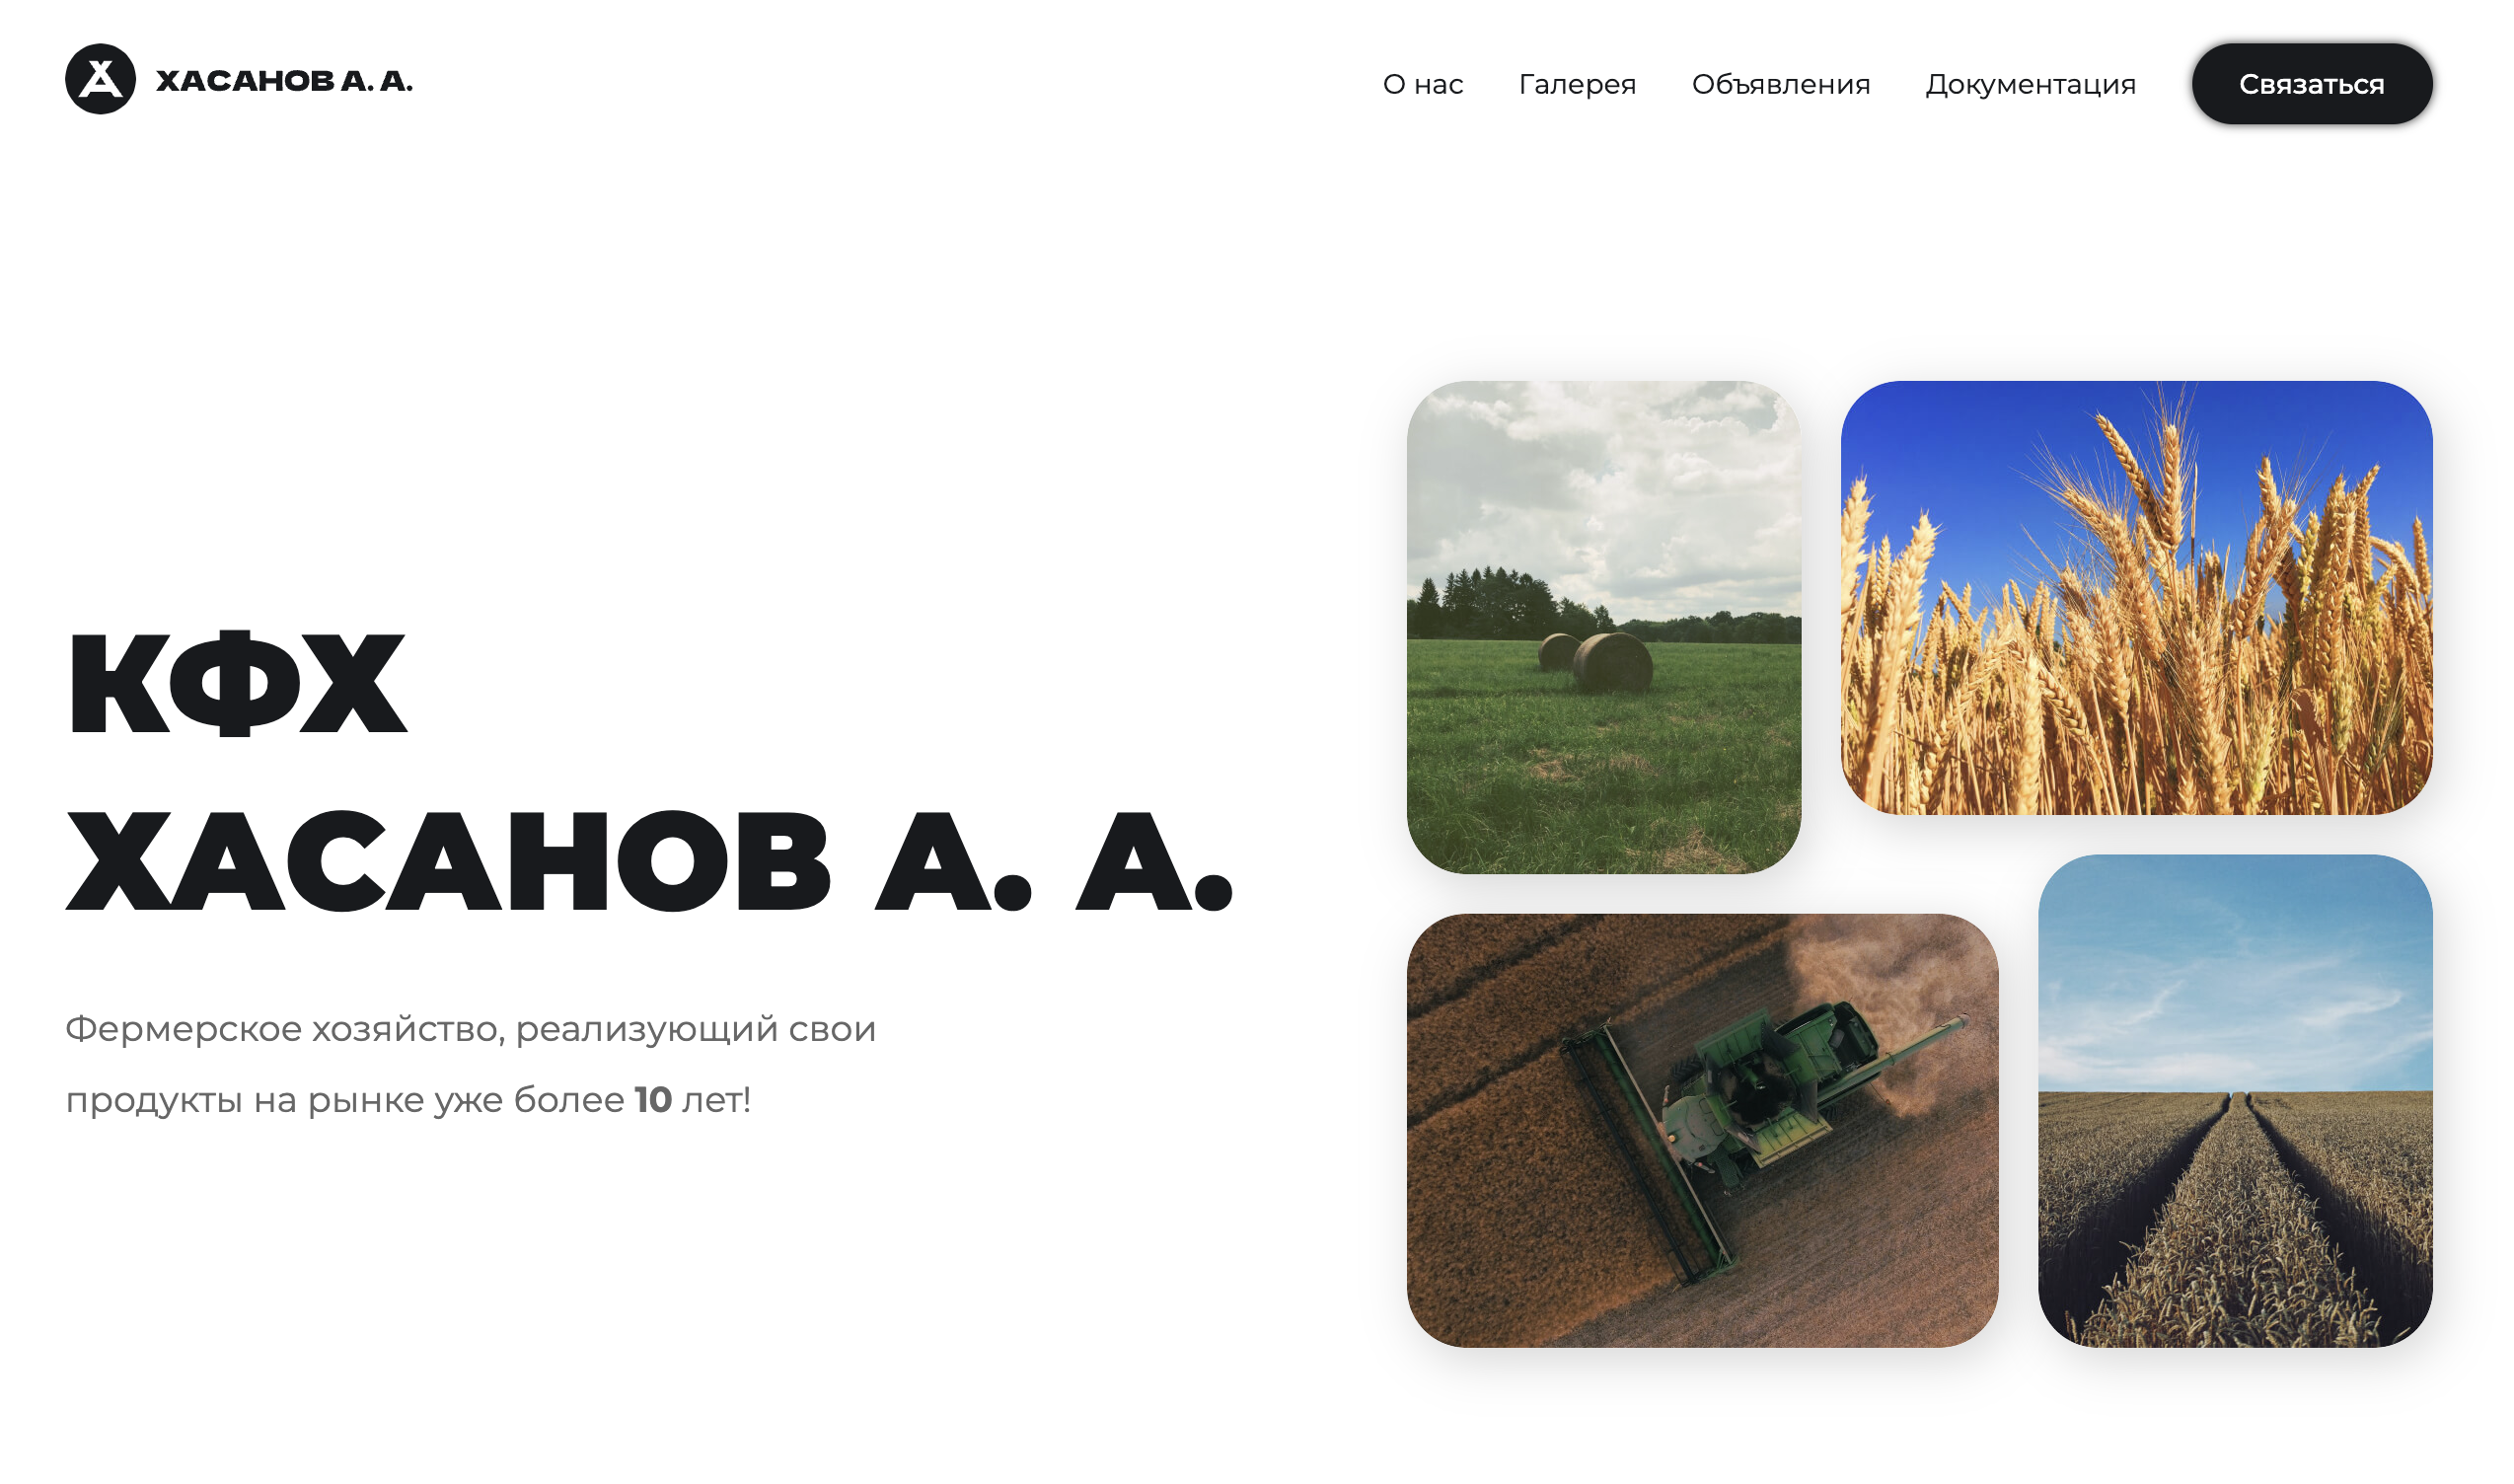 ХАСАНОВ А. А.
О нас
Галерея
Объявления
Документация
Связаться
КФХ
ХАСАНОВ А. А.
Фермерское хозяйство, реализующий свои
продукты на рынке уже более 10 лет!